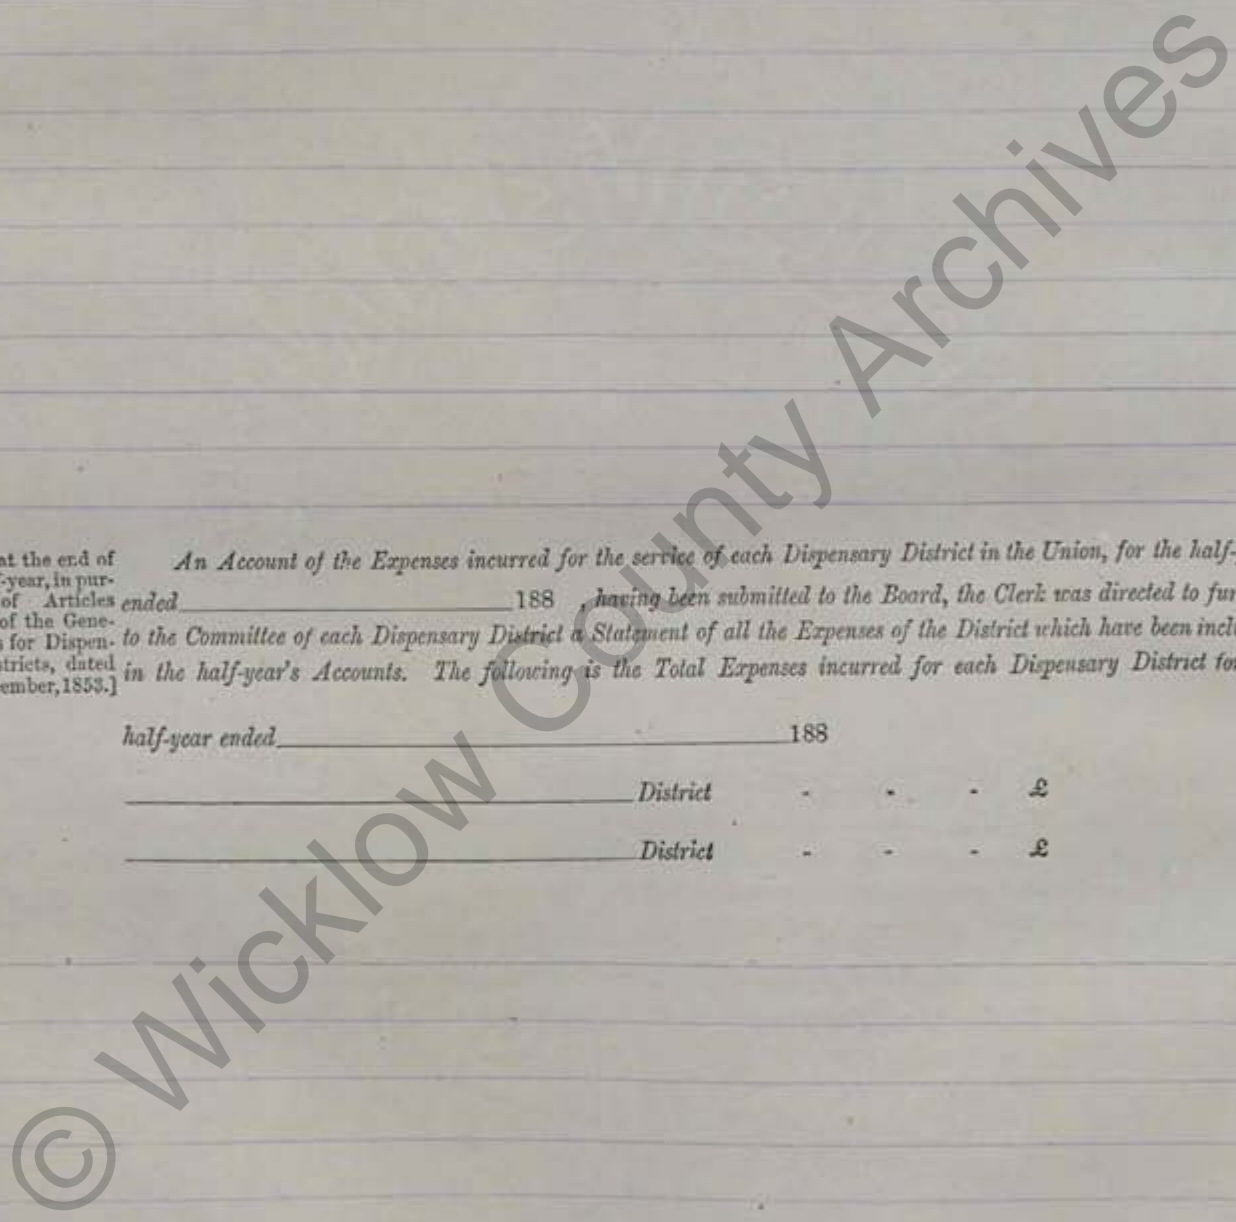 at the end of
-year, in pur-
of Articles
of the Gene-
s for Dispen-
stricts, dated
ember, 1853.]
An Account of the Expenses incurred for the service of each Dispensary District in the Union, for the half-
ended 188 , having been submitted to the Board, the Clerk was directed to fur
to the Committee of each Dispensary District a Statement of all the Expenses of the District which have been inclu
in the half-year's Accounts. The following is the Total Expenses incurred for each Dispensary District for
half-year ended 188
District - - - £
District - - - £
© Wicklow County Archives